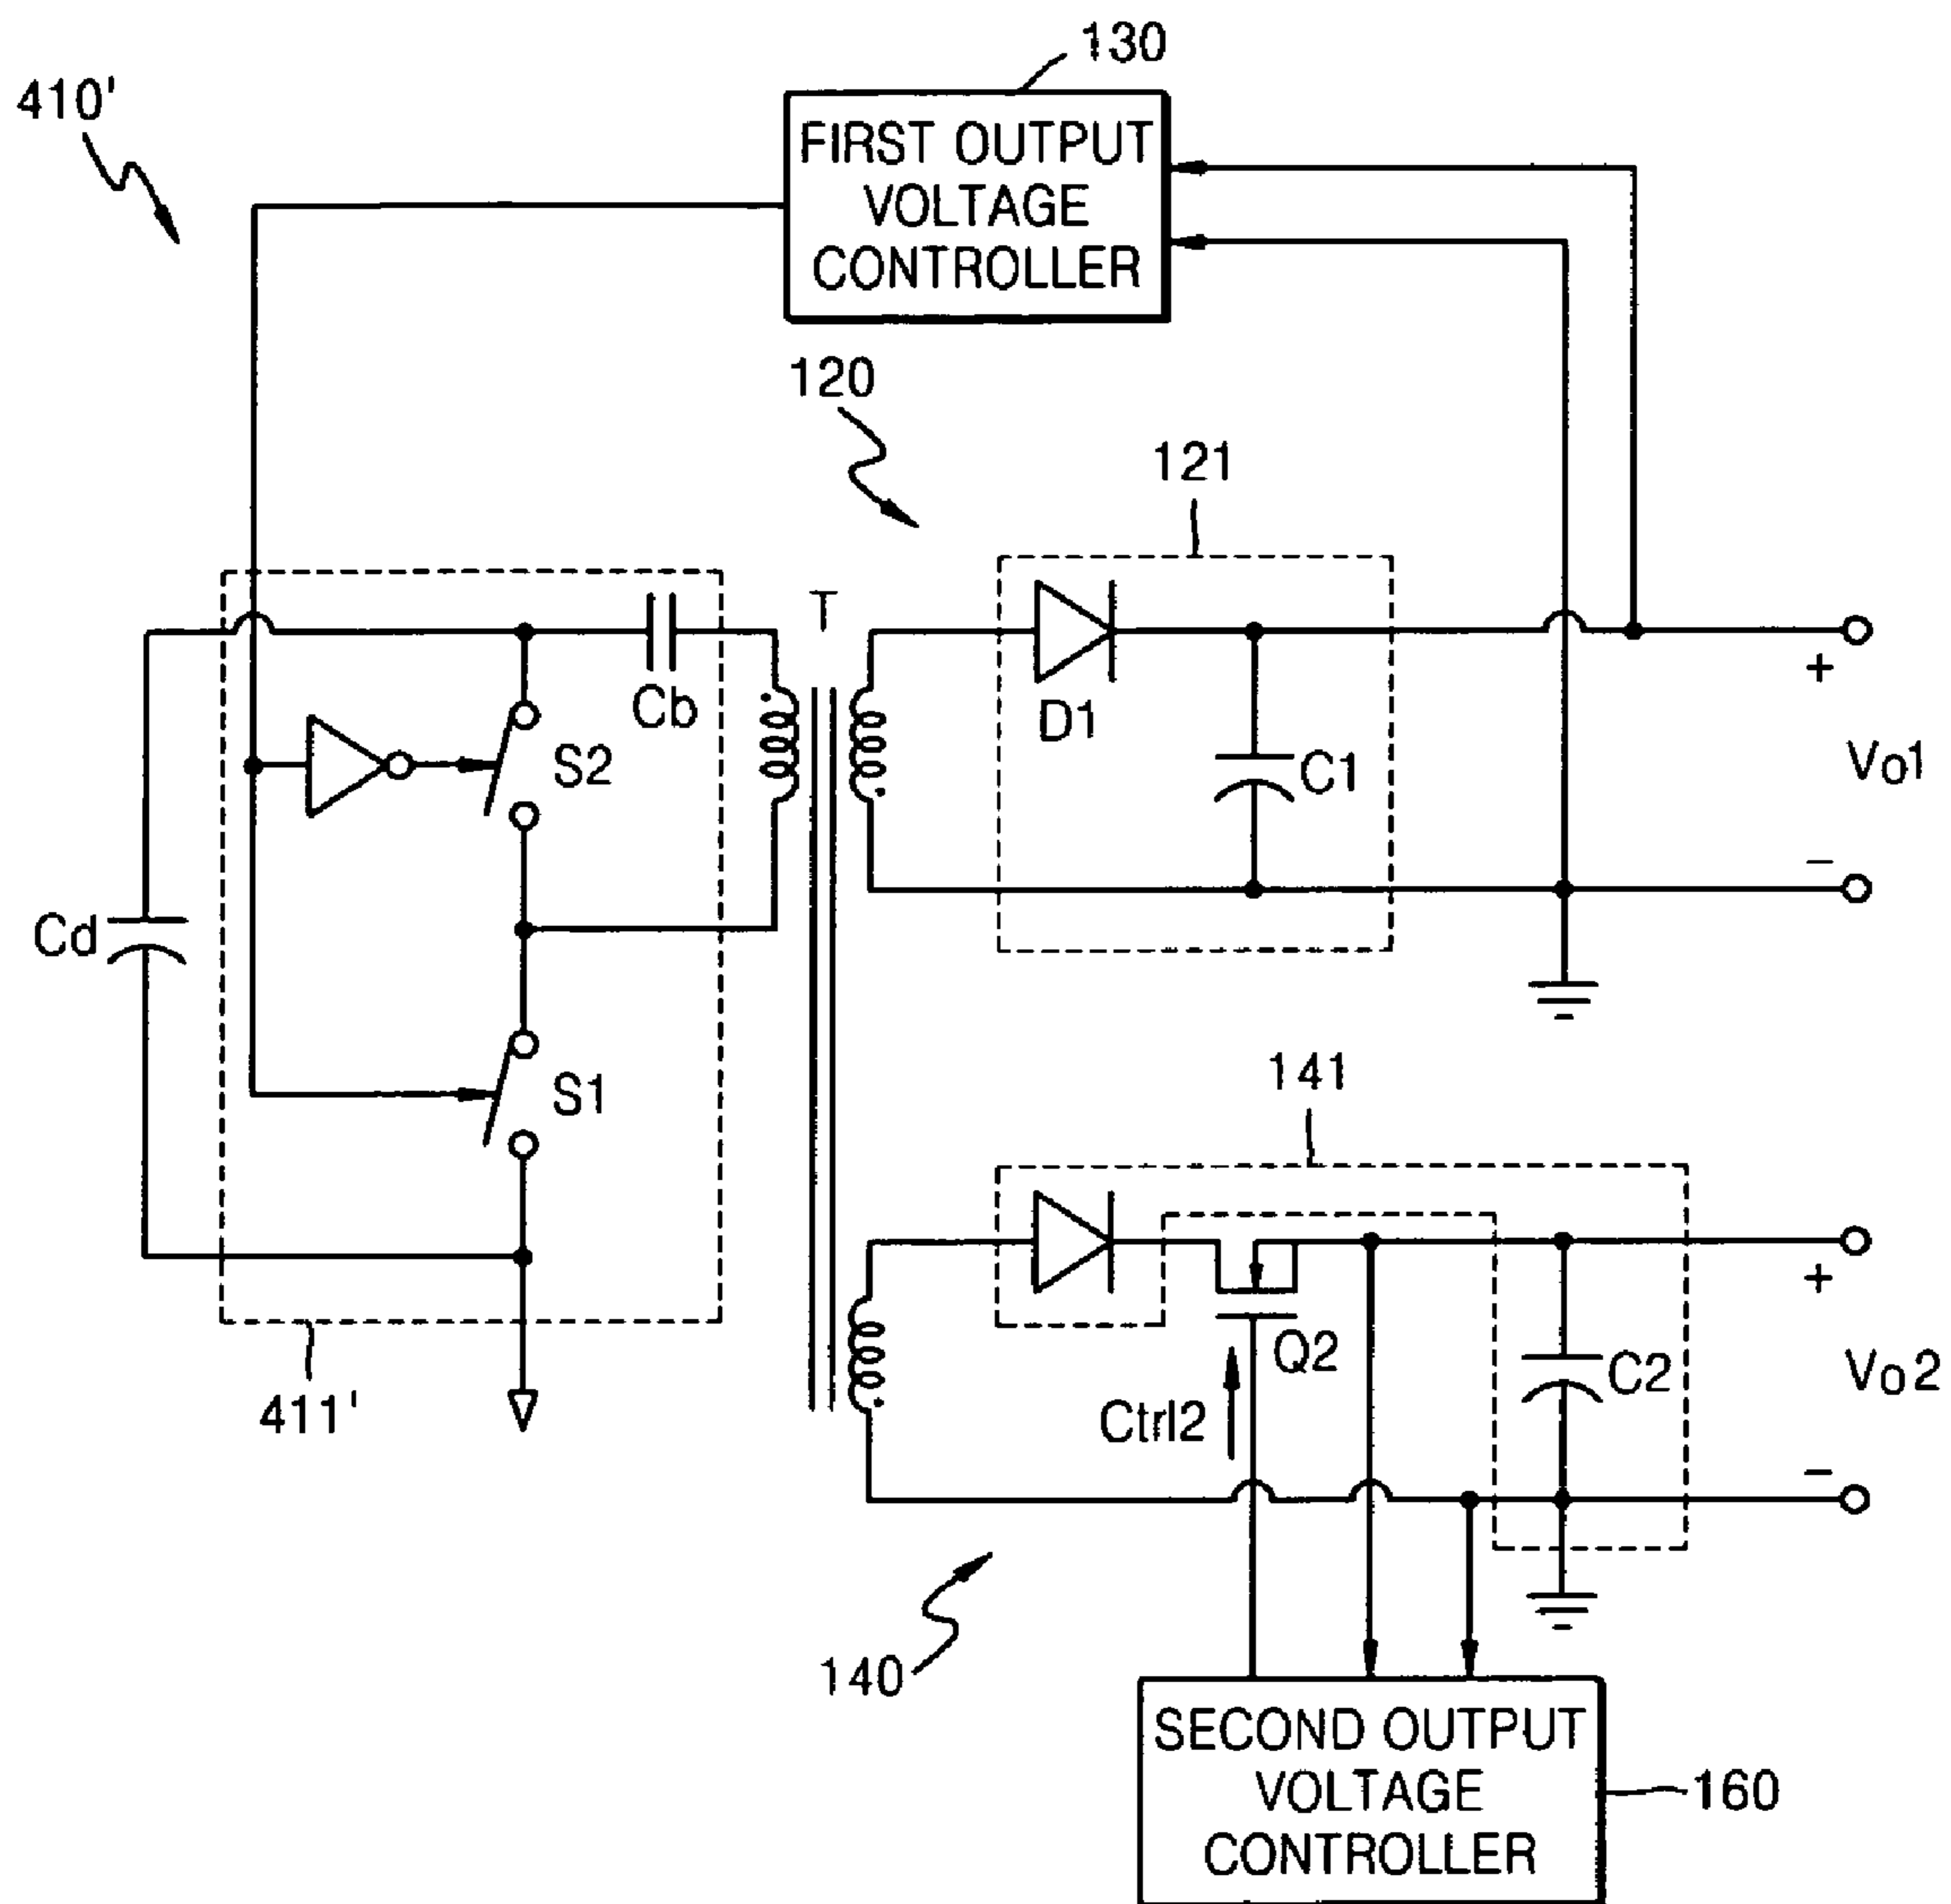 130
410'
FIRST OUTPUT
VOLTAGE
CONTROLLER
120
121
T
Cb
D1
+
S2
C1
Vo1
−
Cd
S1
141
+
Q2
C2
Vo2
Ctrl2
411'
−
140
SECOND OUTPUT
VOLTAGE
CONTROLLER
160